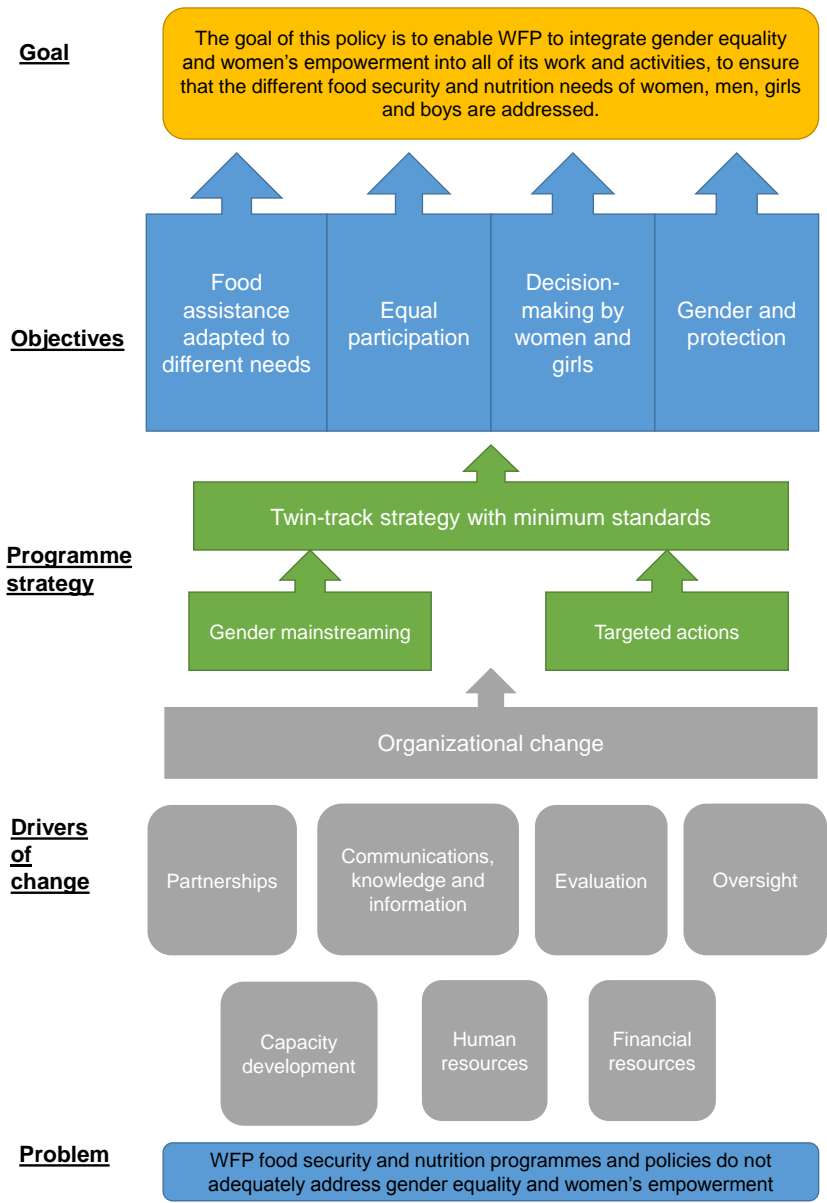 Goal
The goal of this policy is to enable WFP to integrate gender equality
and women's empowerment into all of its work and activities, to ensure
that the different food security and nutrition needs of women, men, girls
and boys are addressed.
Objectives
Food
assistance
adapted to
different needs
Equal
participation
Decision-
making by
women and
girls
Gender and
protection
Programme
strategy
Twin-track strategy with minimum standards
Gender mainstreaming
Targeted actions
Organizational change
Drivers
of
change
Partnerships
Communications,
knowledge and
information
Evaluation
Oversight
Capacity
development
Human
resources
Financial
resources
Problem
WFP food security and nutrition programmes and policies do not
adequately address gender equality and women's empowerment